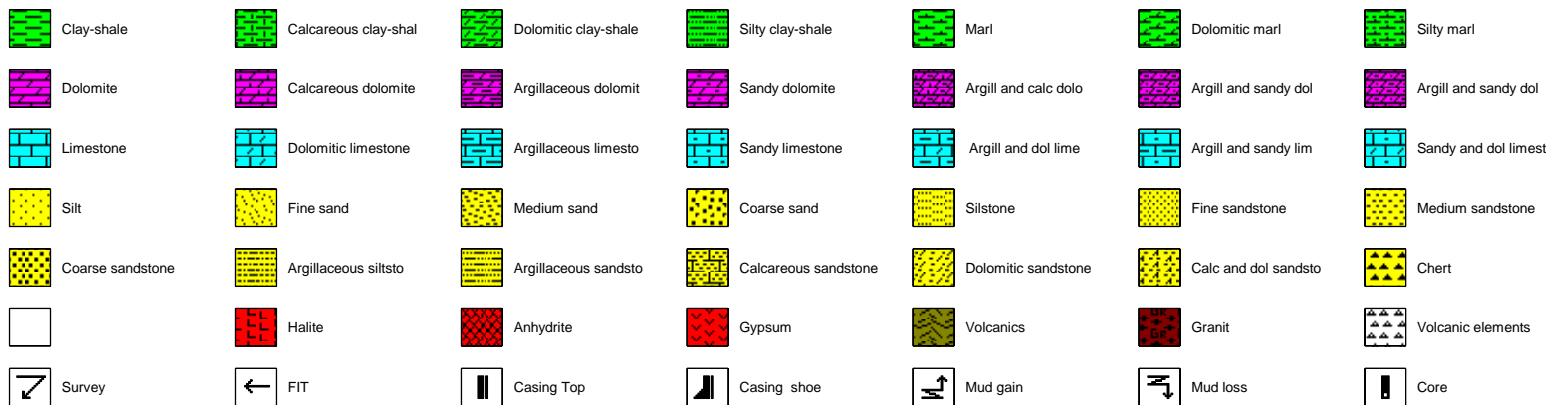 Clay-shale Calcareous clay-shal Dolomitic clay-shale Silty clay-shale Marl Dolomitic marl Silty marl
Dolomite Calcareous dolomite Argillaceous dolomit Sandy dolomite Argill and calc dolo Argill and sandy dol Argill and sandy dol
Limestone Dolomitic limestone Argillaceous limesto Sandy limestone Argill and dol lime Argill and sandy lim Sandy and dol limest
Silt Fine sand Medium sand Coarse sand Silstone Fine sandstone Medium sandstone
Coarse sandstone Argillaceous siltsto Argillaceous sandsto Calcareous sandstone Dolomitic sandstone Calc and dol sandsto Chert
Halite Anhydrite Gypsum Volcanics Granit Volcanic elements
Survey FIT Casing Top Casing shoe Mud gain Mud loss Core